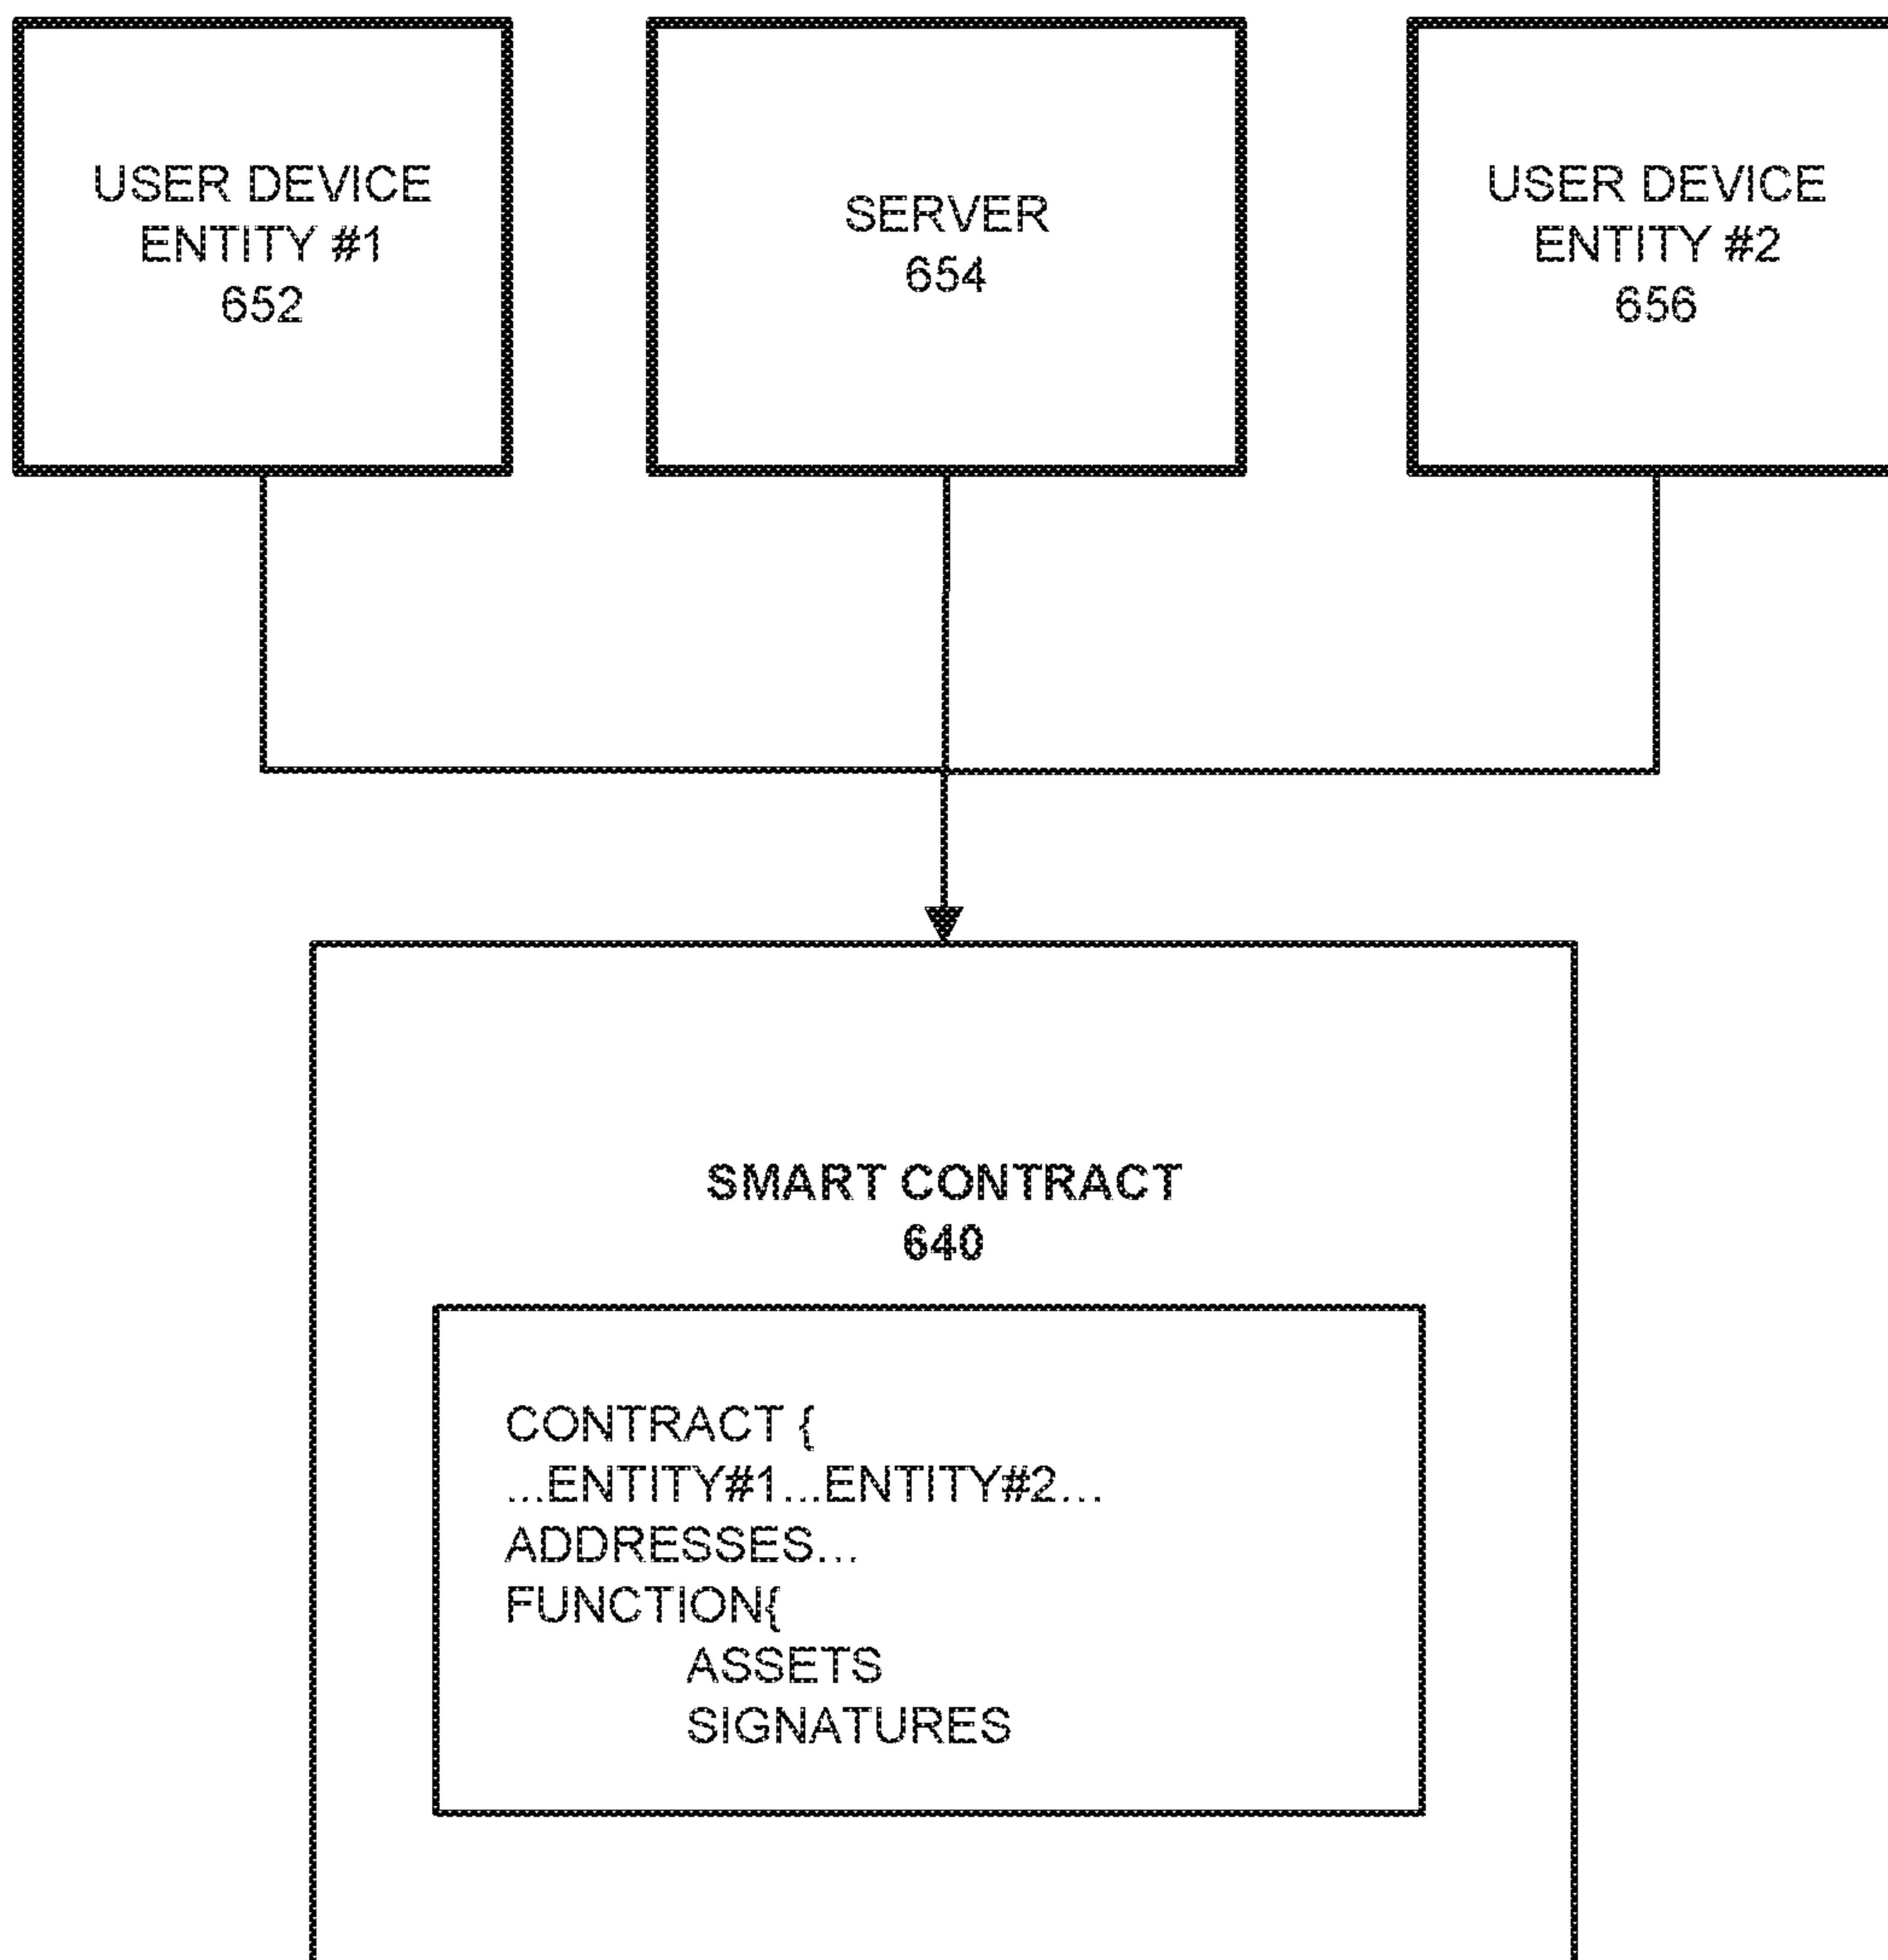 USER DEVICE
ENTITY #1
652
SERVER
654
USER DEVICE
ENTITY #2
656
SMART CONTRACT
640
CONTRACT {
...ENTITY#1...ENTITY#2...
ADDRESSES...
FUNCTION{
ASSETS
SIGNATURES